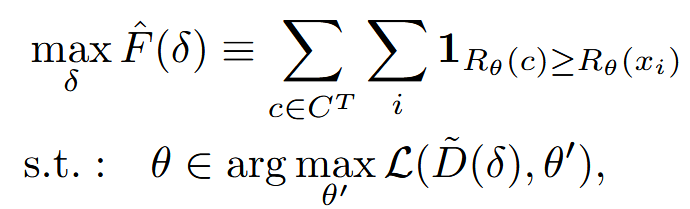 max_δ F̂(δ) ≡ ∑_{c∈C^T} ∑_i 𝟏_{R_θ(c)≥R_θ(x_i)}
s.t. : θ ∈ arg max_{θ′} 𝓛(D̃(δ), θ′),